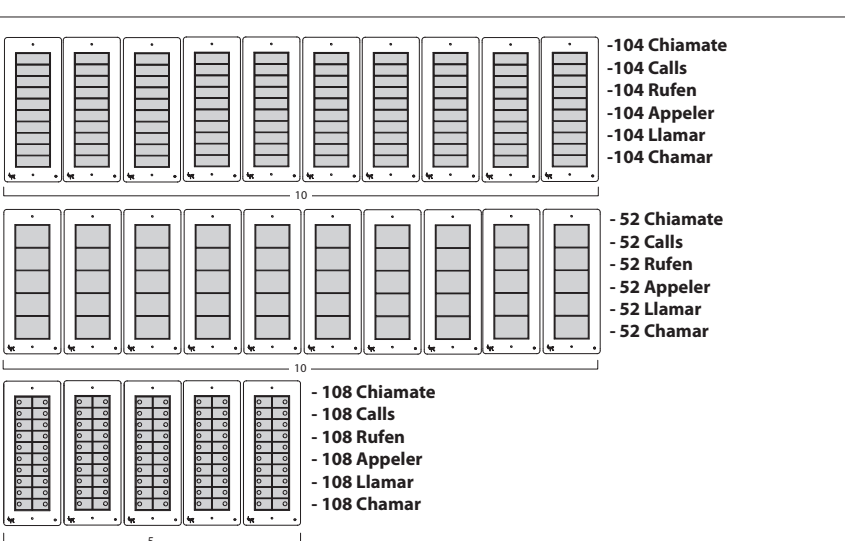 -104 Chiamate
-104 Calls
-104 Rufen
-104 Appeler
-104 Llamar
-104 Chamar
10
- 52 Chiamate
- 52 Calls
- 52 Rufen
- 52 Appeler
- 52 Llamar
- 52 Chamar
10
- 108 Chiamate
- 108 Calls
- 108 Rufen
- 108 Appeler
- 108 Llamar
- 108 Chamar
5